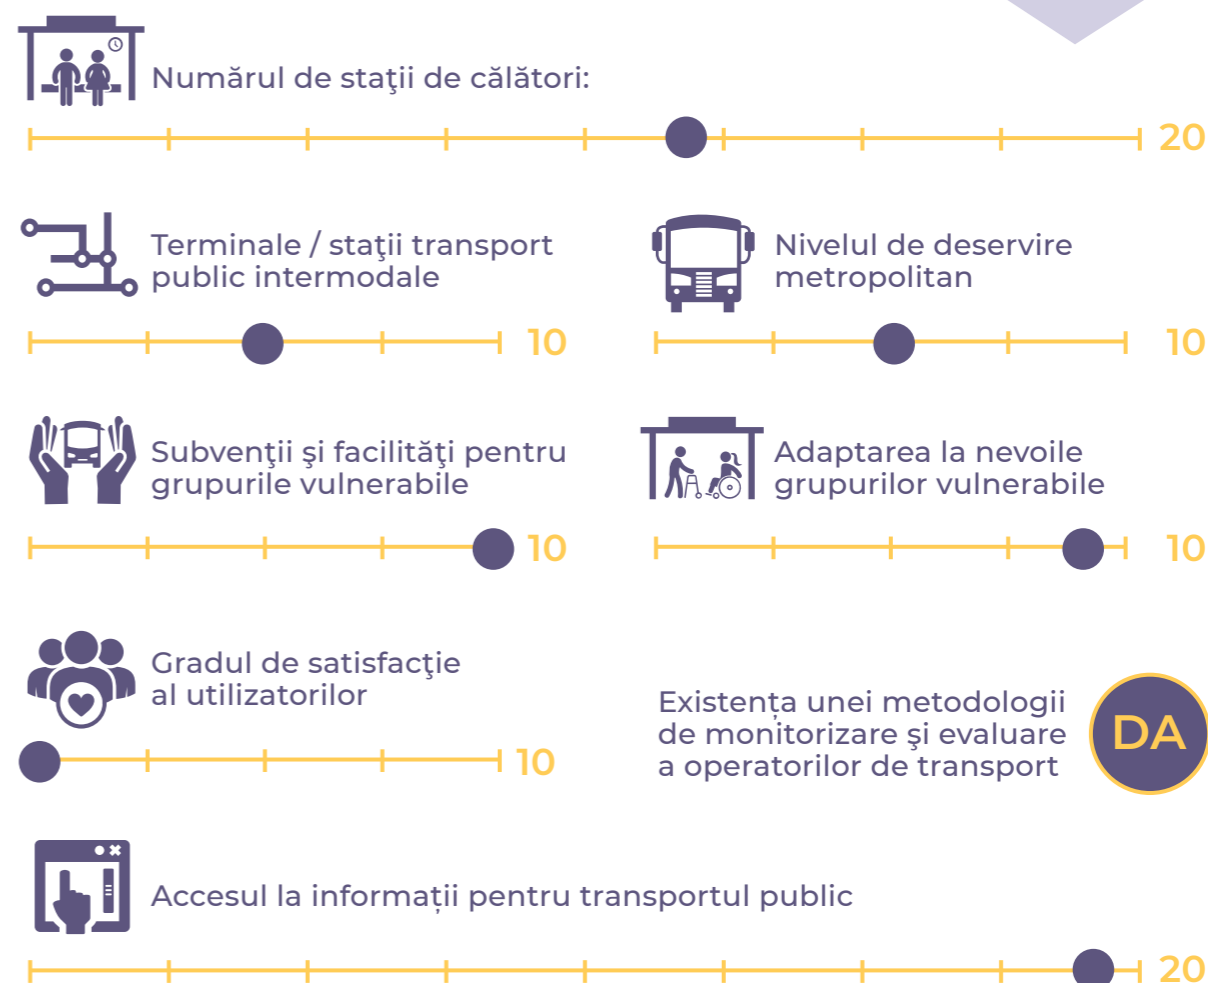 Numărul de staţii de călători:
20
Terminale / staţii transport
public intermodale
10
Nivelul de deservire
metropolitan
10
Subvenţii şi facilităţi pentru
grupurile vulnerabile
10
Adaptarea la nevoile
grupurilor vulnerabile
10
Gradul de satisfacţie
al utilizatorilor
10
Existența unei metodologii
de monitorizare şi evaluare
a operatorilor de transport
DA
Accesul la informații pentru transportul public
20